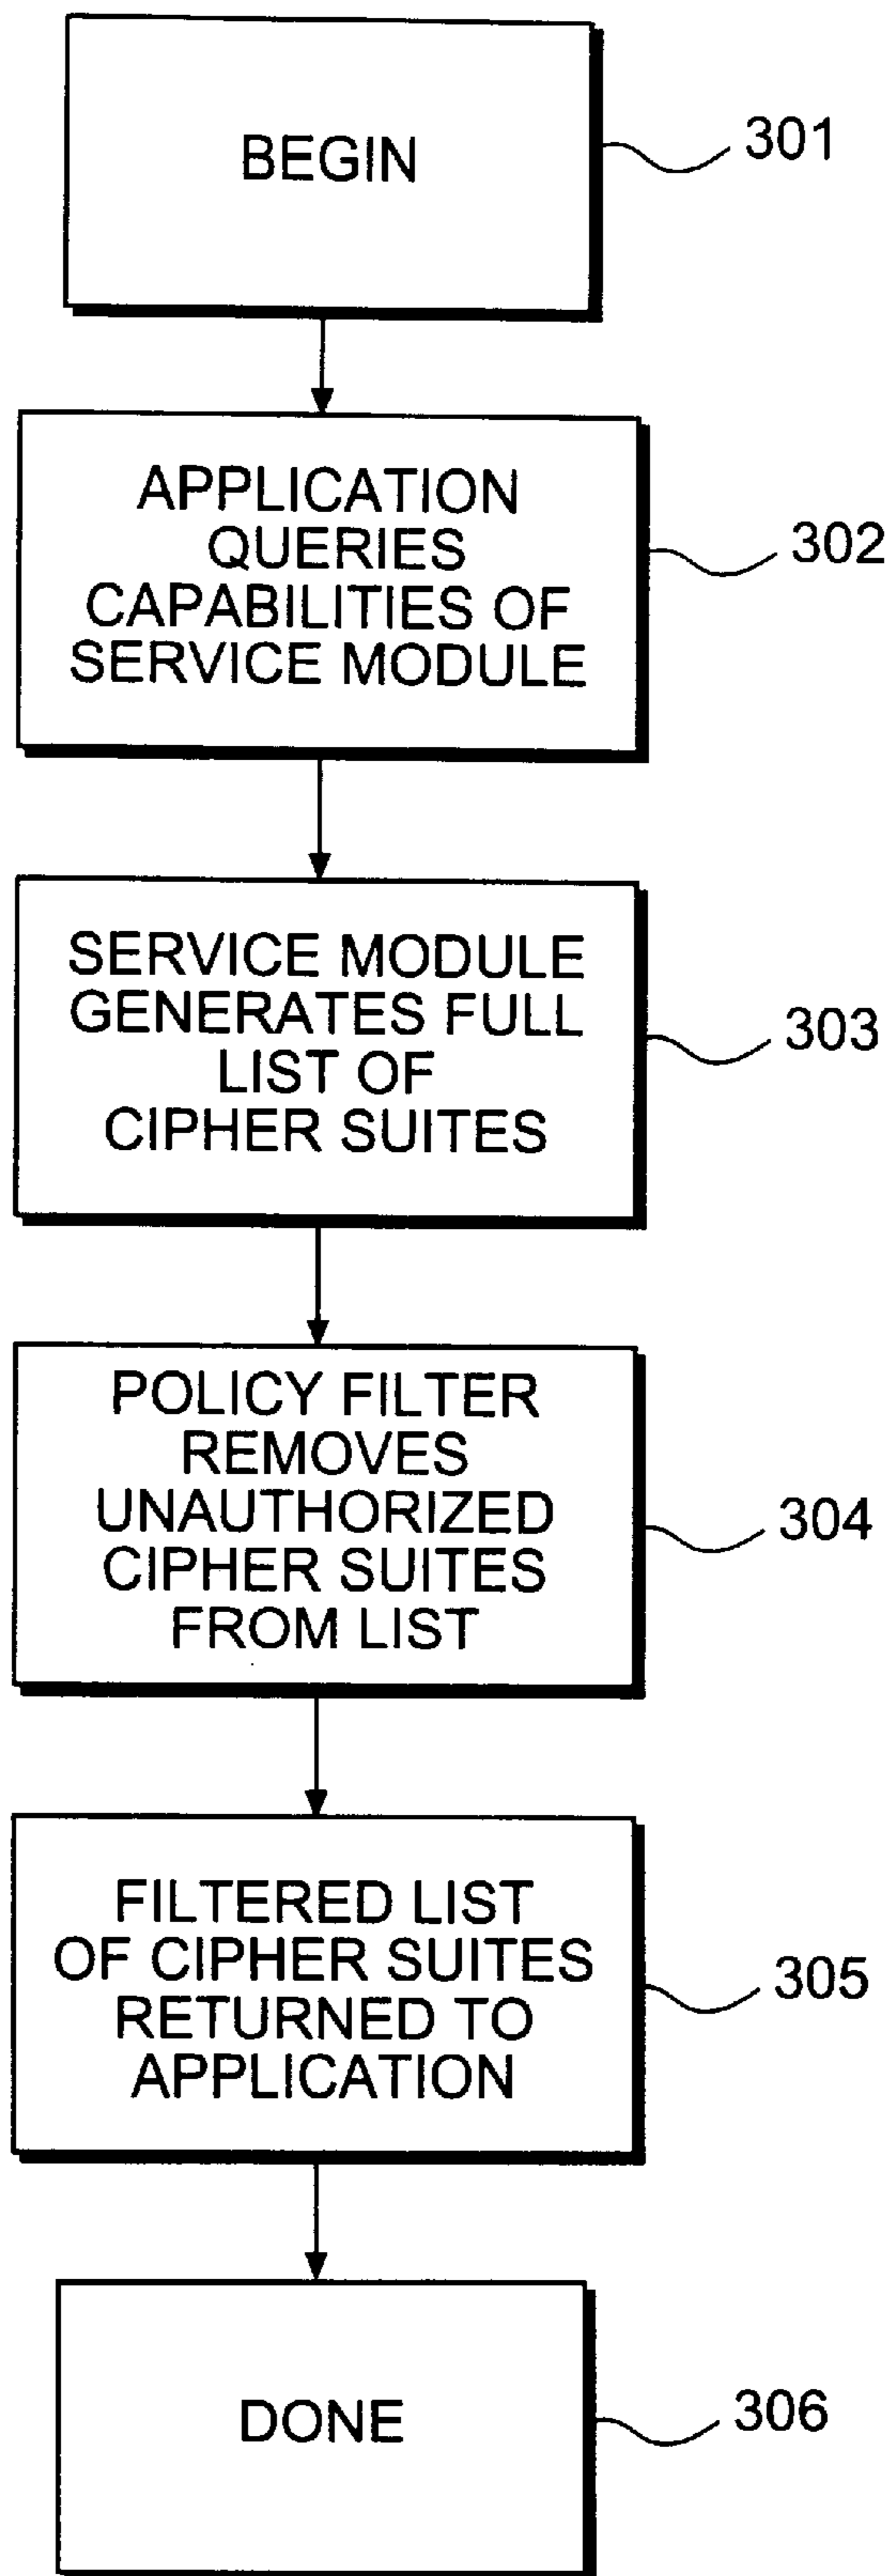 BEGIN
301
APPLICATION
QUERIES
CAPABILITIES OF
SERVICE MODULE
302
SERVICE MODULE
GENERATES FULL
LIST OF
CIPHER SUITES
303
POLICY FILTER
REMOVES
UNAUTHORIZED
CIPHER SUITES
FROM LIST
304
FILTERED LIST
OF CIPHER SUITES
RETURNED TO
APPLICATION
305
DONE
306